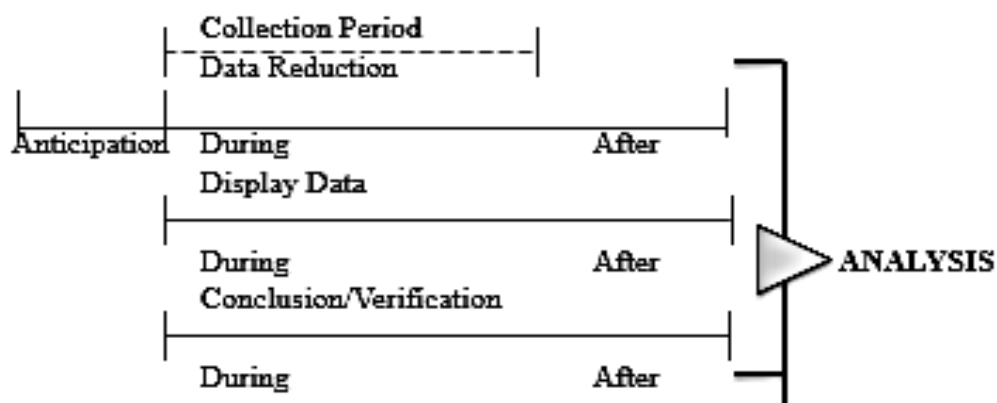 Collection Period
Data Reduction
Anticipation During After
Display Data
During After
ANALYSIS
Conclusion/Verification
During After